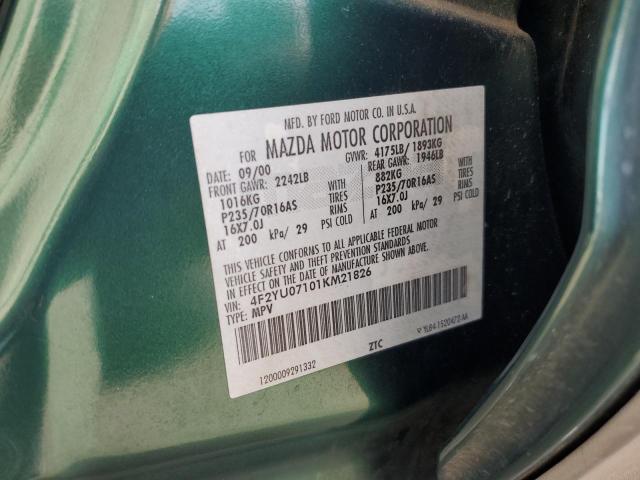 MFD. BY FORD MOTOR CO. IN U.S.A.
FOR MAZDA MOTOR CORPORATION
DATE: 09/00 GVWR: 4175LB/ 1893KG
FRONT GAWR: 2242LB REAR GAWR: 1946LB
1016KG WITH 882KG WITH
P235/70R16AS TIRES P235/70R16AS TIRES
16X7.0J RIMS 16X7.0J RIMS
AT 200 kPa/ 29 PSI COLD AT 200 kPa/ 29 PSI COLD
THIS VEHICLE CONFORMS TO ALL APPLICABLE FEDERAL MOTOR
VEHICLE SAFETY AND THEFT PREVENTION STANDARDS
IN EFFECT ON THE DATE OF MANUFACTURE SHOWN ABOVE.
VIN: 4F2YU07101KM21826
TYPE: MPV
ZTC
1200009291332
YL84-1520472-AA